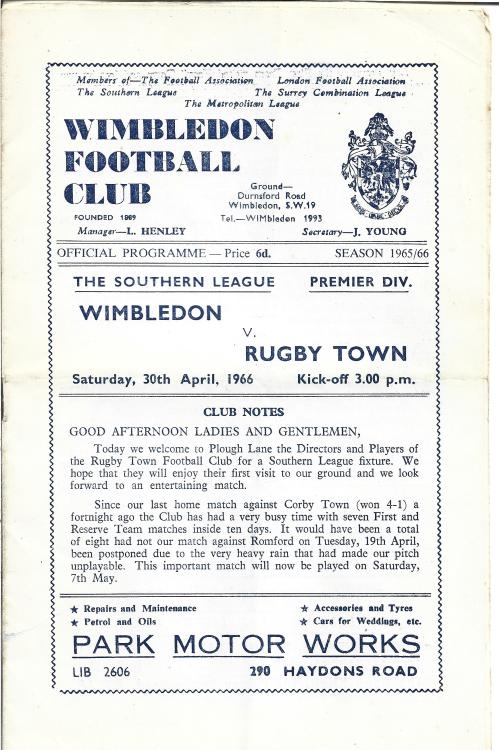 Members of—The Football Association London Football Association
The Southern League The Surrey Combination League
The Metropolitan League
WIMBLEDON
FOOTBALL
CLUB
Ground—
Durnsford Road
Wimbledon, S.W.19
FOUNDED 1889 Tel.—WIMbledon 1993
Manager—L. HENLEY Secretary—J. YOUNG
OFFICIAL PROGRAMME — Price 6d. SEASON 1965/66
THE SOUTHERN LEAGUE PREMIER DIV.
WIMBLEDON
V.
RUGBY TOWN
Saturday, 30th April, 1966 Kick-off 3.00 p.m.
CLUB NOTES
GOOD AFTERNOON LADIES AND GENTLEMEN,
Today we welcome to Plough Lane the Directors and Players of
the Rugby Town Football Club for a Southern League fixture. We
hope that they will enjoy their first visit to our ground and we look
forward to an entertaining match.
Since our last home match against Corby Town (won 4-1) a
fortnight ago the Club has had a very busy time with seven First and
Reserve Team matches inside ten days. It would have been a total
of eight had not our match against Romford on Tuesday, 19th April,
been postponed due to the very heavy rain that had made our pitch
unplayable. This important match will now be played on Saturday,
7th May.
★ Repairs and Maintenance ★ Accessories and Tyres
★ Petrol and Oils ★ Cars for Weddings, etc.
PARK MOTOR WORKS
LIB 2606 290 HAYDONS ROAD